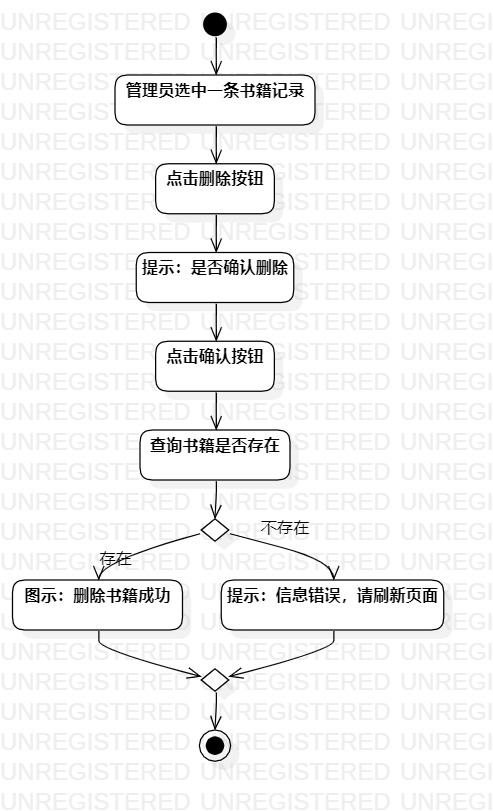 管理员选中一条书籍记录
点击删除按钮
提示：是否确认删除
点击确认按钮
查询书籍是否存在
不存在
存在
图示：删除书籍成功
提示：信息错误，请刷新页面
UNREGISTERED